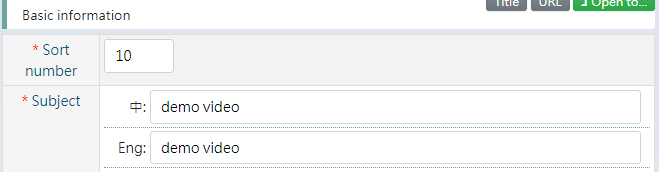 Title URL Open to...
Basic information
* Sort number
10
* Subject
中: demo video
Eng: demo video